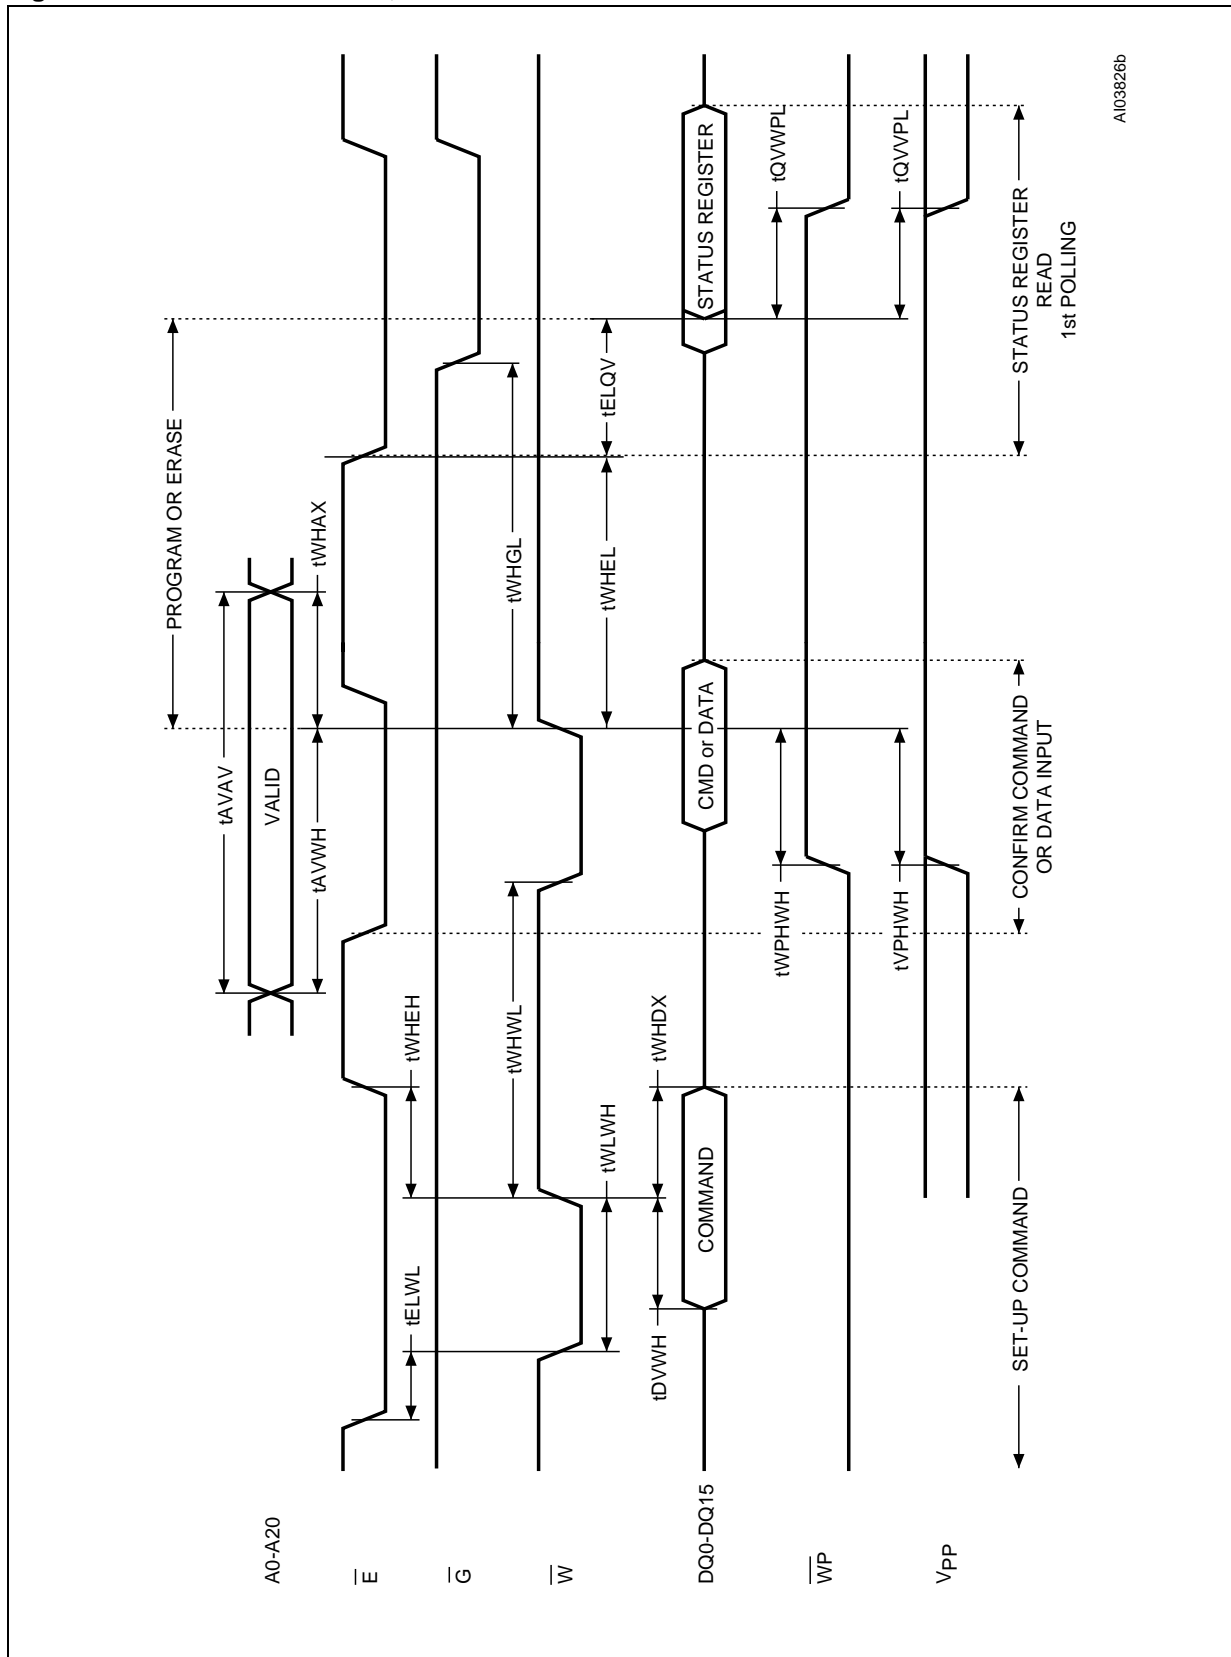 PROGRAM OR ERASE
tAVAV
A0-A20
VALID
tAVWH
tWHAX
E
tELWL
tWHEH
G
tWHWL
tWHGL
W
tWLWH
tWHEL
tELQV
tDVWH
tWHDX
DQ0-DQ15
COMMAND
CMD or DATA
STATUS REGISTER
tWPHWH
tQVWPL
WP
tVPHWH
tQVVPL
VPP
SET-UP COMMAND
CONFIRM COMMAND
OR DATA INPUT
STATUS REGISTER
READ
1st POLLING
AI03826b